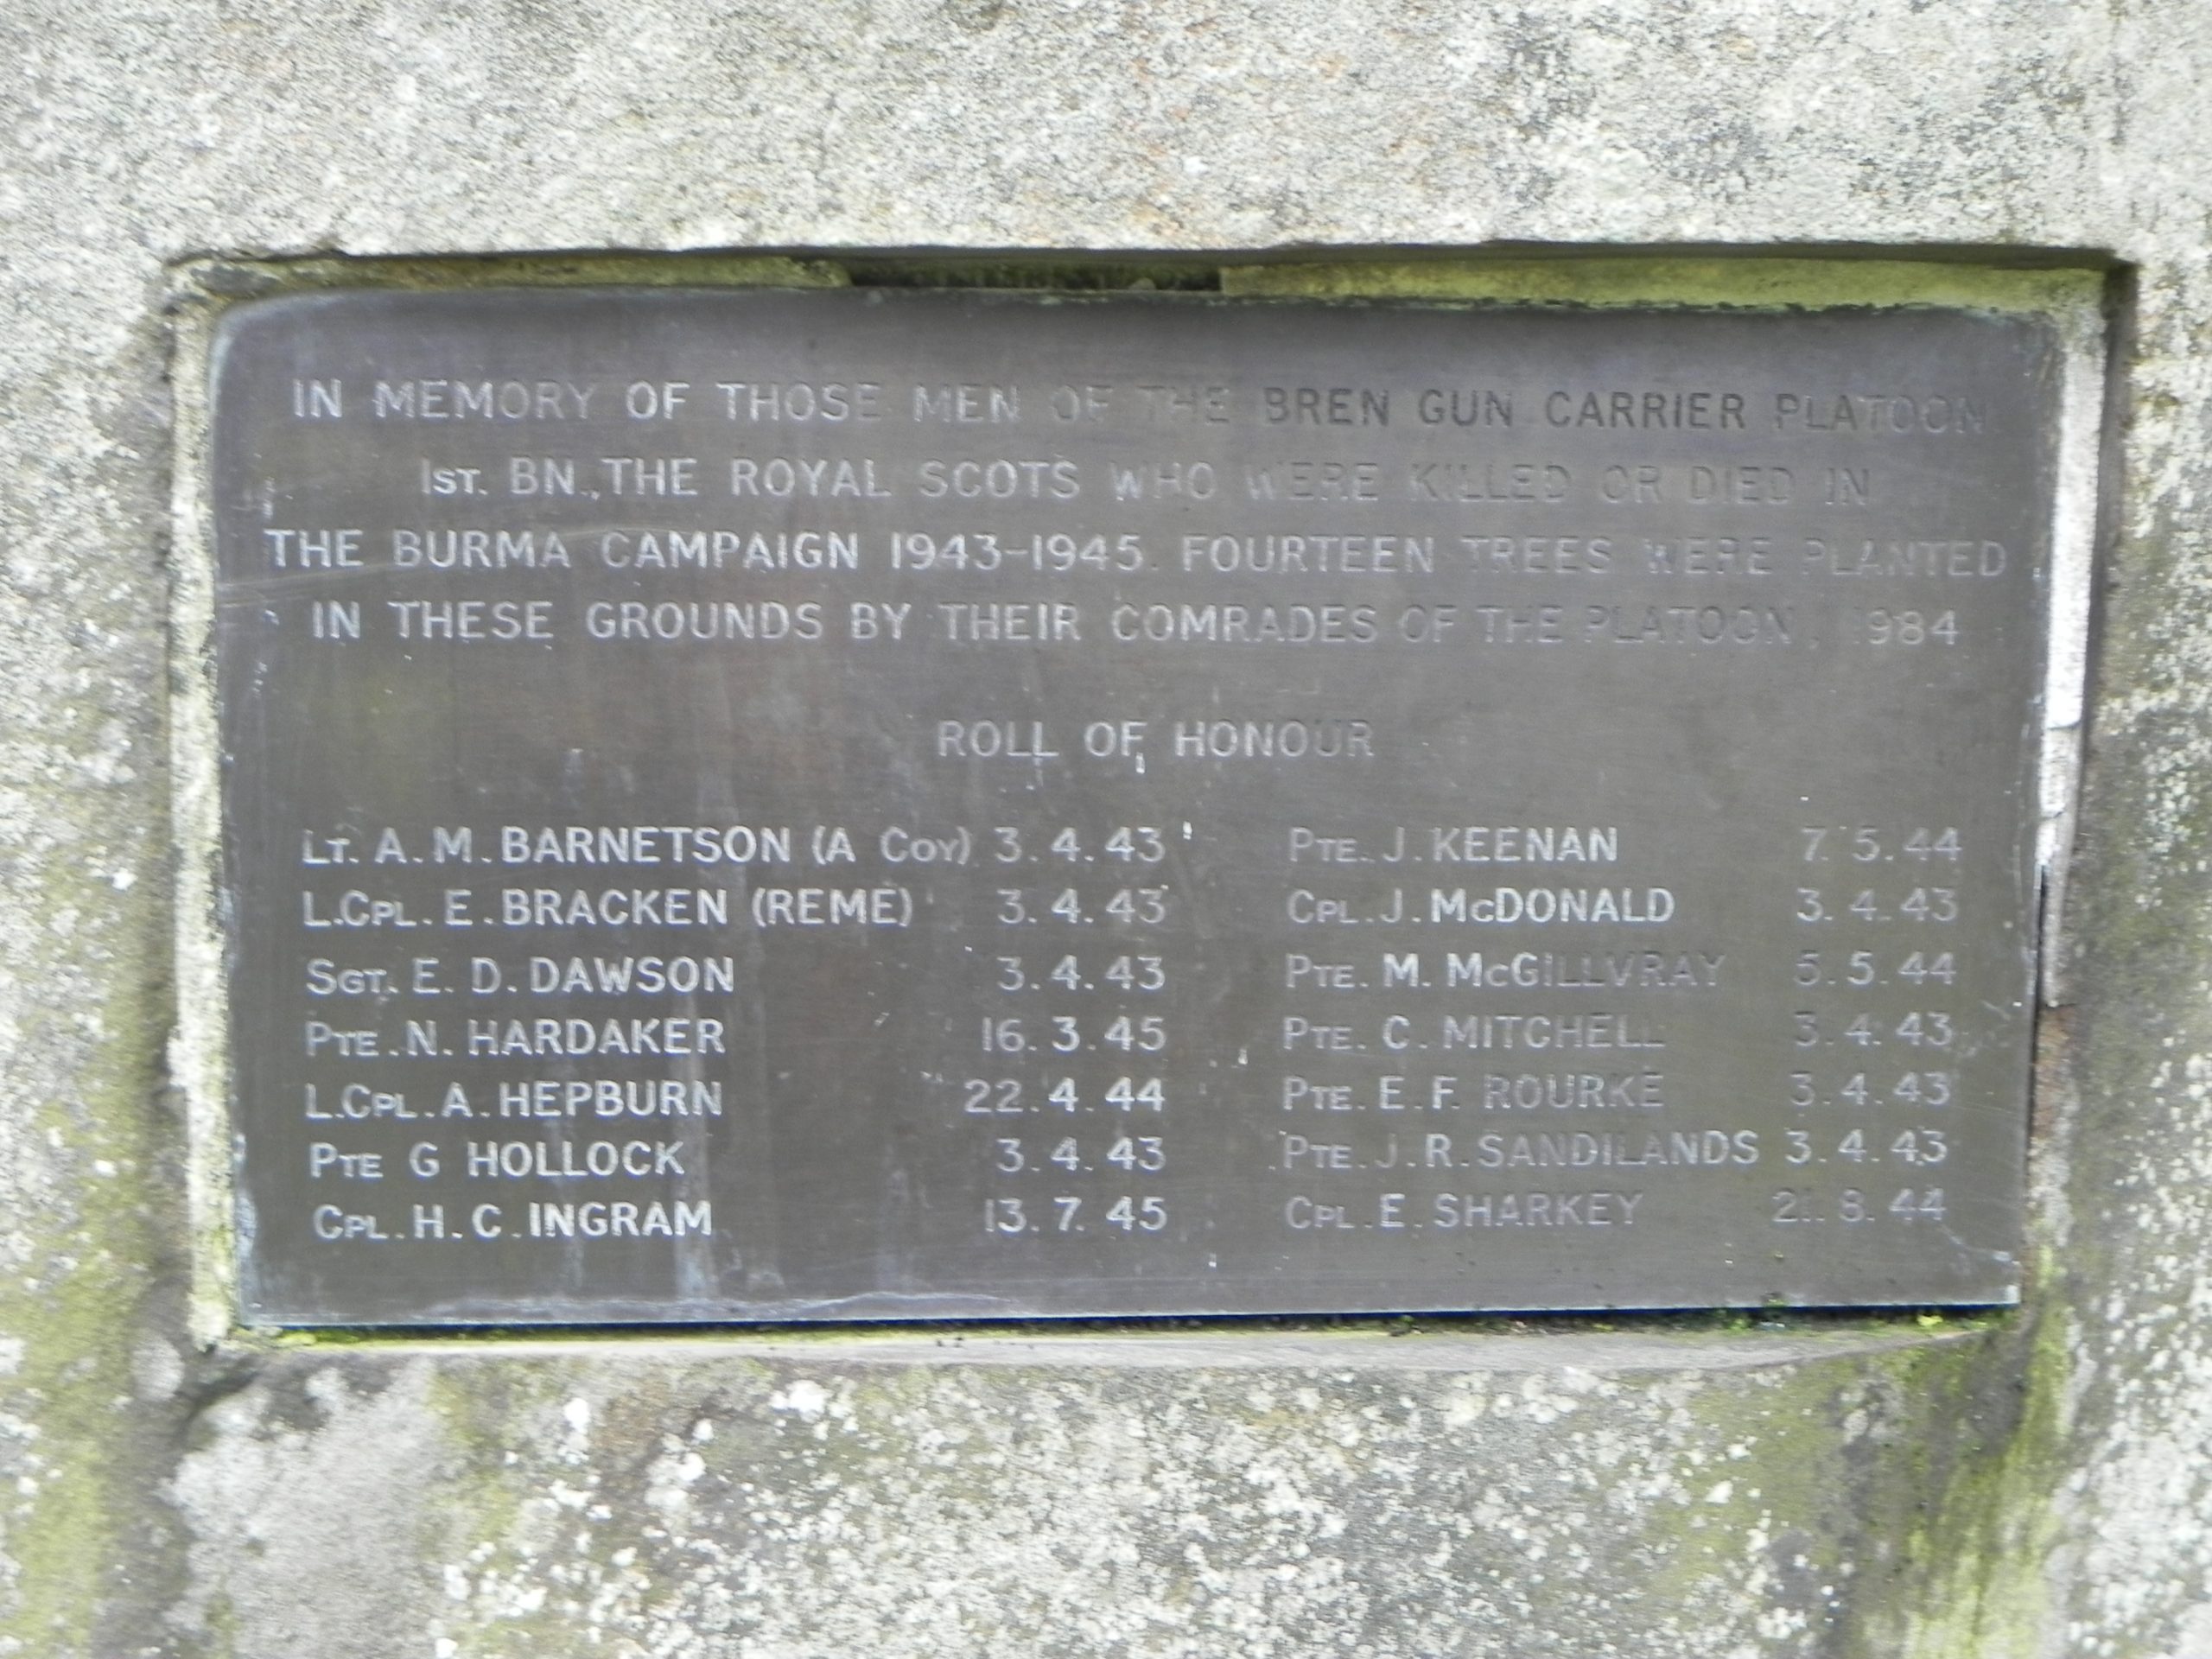 IN MEMORY OF THOSE MEN OF THE BREN GUN CARRIER PLATOON
1ST. BN., THE ROYAL SCOTS WHO WERE KILLED OR DIED IN
THE BURMA CAMPAIGN 1943-1945. FOURTEEN TREES WERE PLANTED
IN THESE GROUNDS BY THEIR COMRADES OF THE PLATOON, 1984
ROLL OF HONOUR
LT. A. M. BARNETSON (A COY) 3. 4. 43
L.CPL. E. BRACKEN (REME) 3. 4. 43
SGT. E. D. DAWSON 3. 4. 43
PTE. N. HARDAKER 16. 3. 45
L.CPL. A. HEPBURN 22. 4. 44
PTE G HOLLOCK 3. 4. 43
CPL. H. C. INGRAM 13. 7. 45
PTE. J. KEENAN 7. 5. 44
CPL. J. McDONALD 3. 4. 43
PTE. M. McGILLVRAY 5. 5. 44
PTE. C. MITCHELL 3. 4. 43
PTE. E. F. ROURKE 3. 4. 43
PTE. J. R. SANDILANDS 3. 4. 43
CPL. E. SHARKEY 21. 8. 44